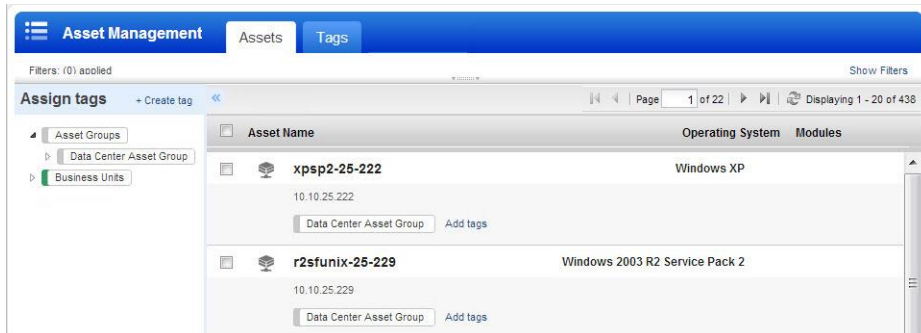 Asset Management
Assets
Tags
Filters: (0) applied
Show Filters
Assign tags
+ Create tag
Page 1 of 22
Displaying 1 - 20 of 438
Asset Groups
Data Center Asset Group
Business Units
Asset Name
Operating System
Modules
xpsp2-25-222
Windows XP
10.10.25.222
Data Center Asset Group
Add tags
r2sfunix-25-229
Windows 2003 R2 Service Pack 2
10.10.25.229
Data Center Asset Group
Add tags